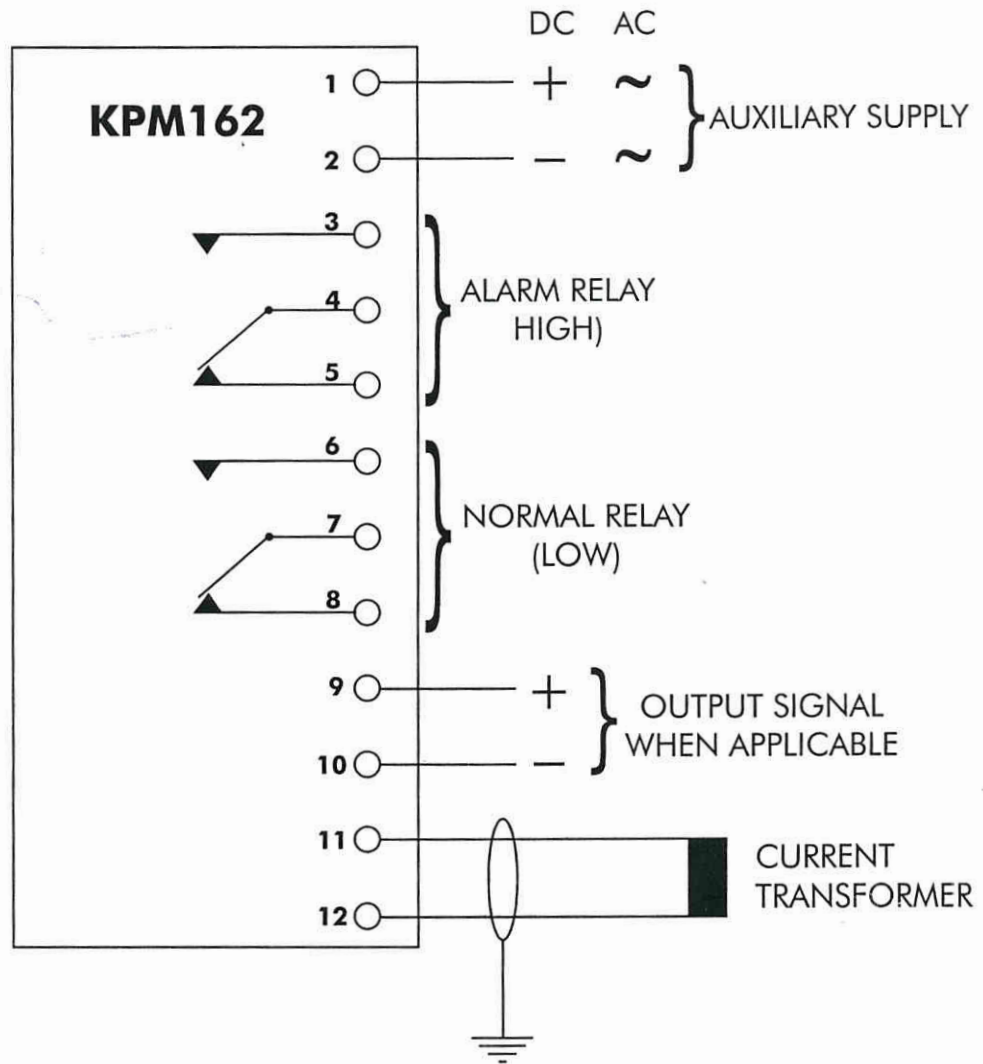 DC AC
KPM162
1 + ~
2 − ~
AUXILIARY SUPPLY
3
4
5
ALARM RELAY
HIGH)
6
7
8
NORMAL RELAY
(LOW)
9 +
10 −
OUTPUT SIGNAL
WHEN APPLICABLE
11
12
CURRENT
TRANSFORMER